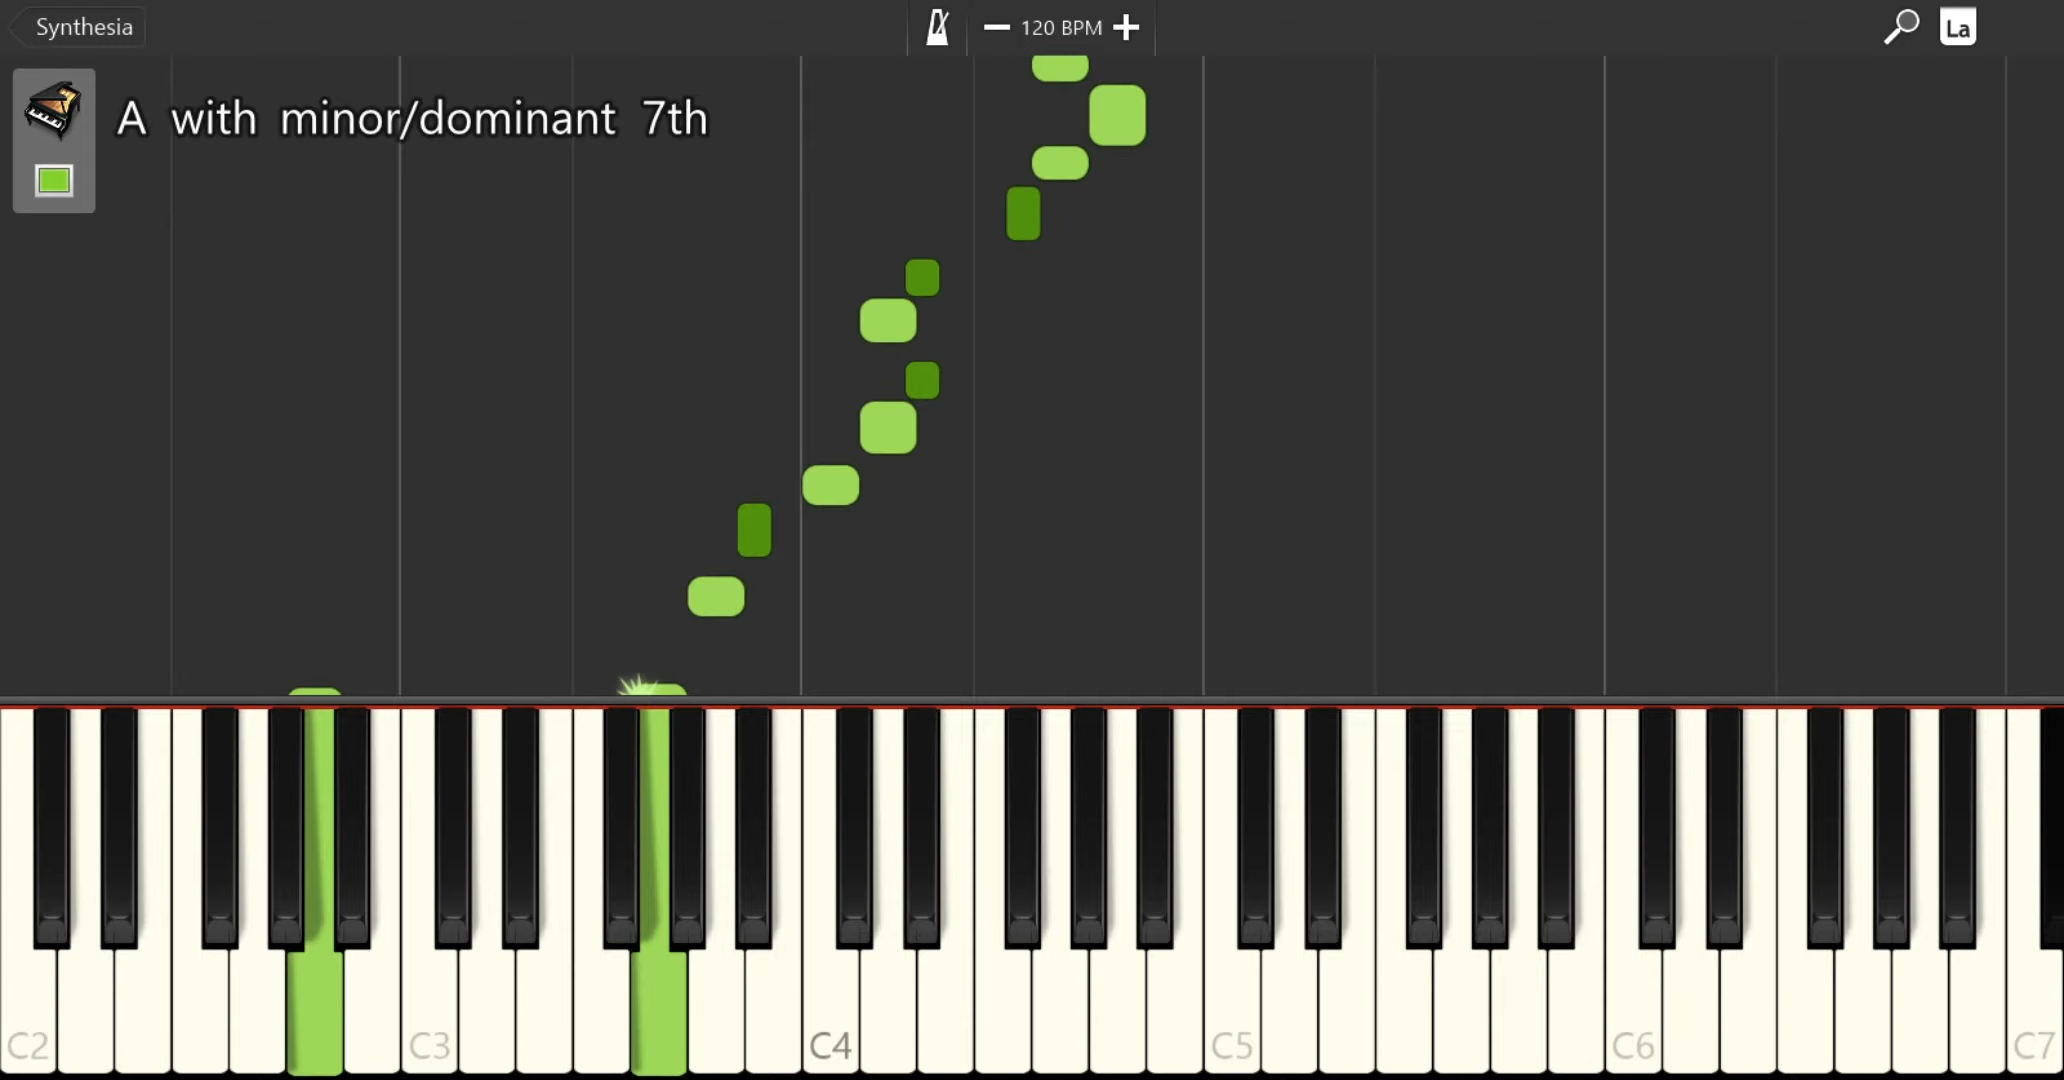 Synthesia
120 BPM
La
A with minor/dominant 7th
C2
C3
C4
C5
C6
C7